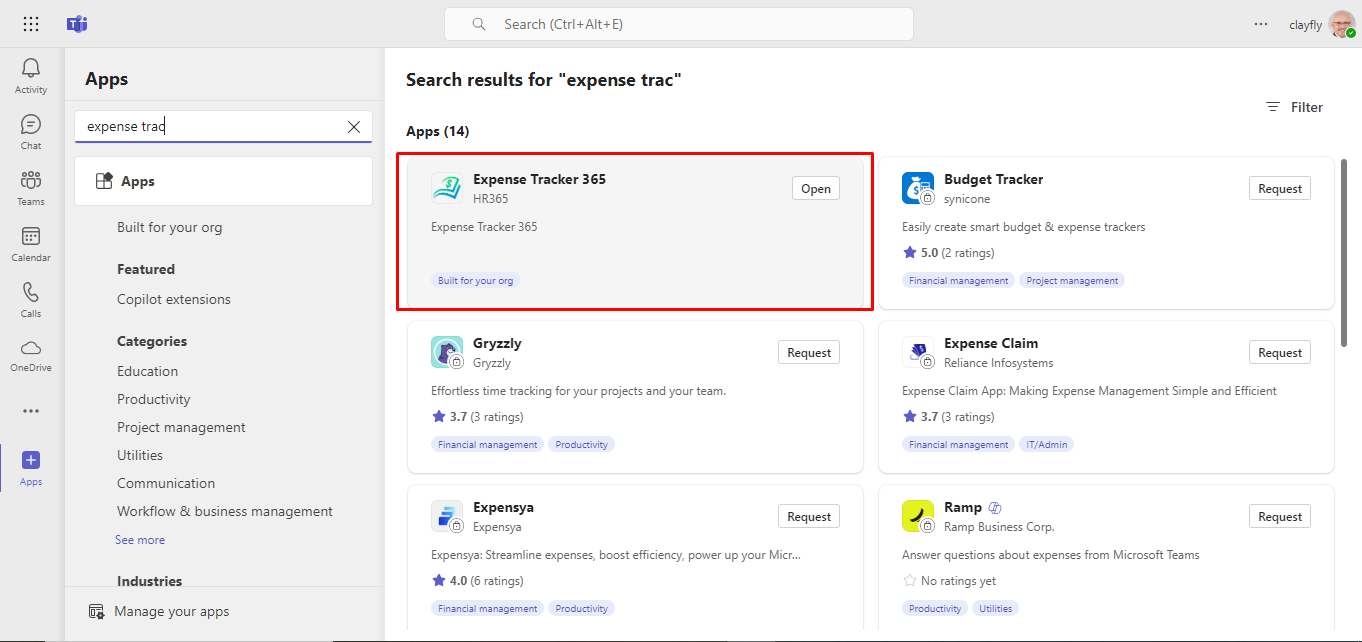 Search (Ctrl+Alt+E)
clayfly
Activity
Chat
Teams
Calendar
Calls
OneDrive
Apps
Apps
expense trac
Apps
Built for your org
Featured
Copilot extensions
Categories
Education
Productivity
Project management
Utilities
Communication
Workflow & business management
See more
Industries
Manage your apps
Search results for "expense trac"
Filter
Apps (14)
Expense Tracker 365
HR365
Open
Expense Tracker 365
Built for your org
Budget Tracker
synicone
Request
Easily create smart budget & expense trackers
5.0 (2 ratings)
Financial management Project management
Gryzzly
Gryzzly
Request
Effortless time tracking for your projects and your team.
3.7 (3 ratings)
Financial management Productivity
Expense Claim
Reliance Infosystems
Request
Expense Claim App: Making Expense Management Simple and Efficient
3.7 (3 ratings)
Financial management IT/Admin
Expensya
Expensya
Request
Expensya: Streamline expenses, boost efficiency, power up your Micr...
4.0 (6 ratings)
Financial management Productivity
Ramp
Ramp Business Corp.
Request
Answer questions about expenses from Microsoft Teams
No ratings yet
Productivity Utilities